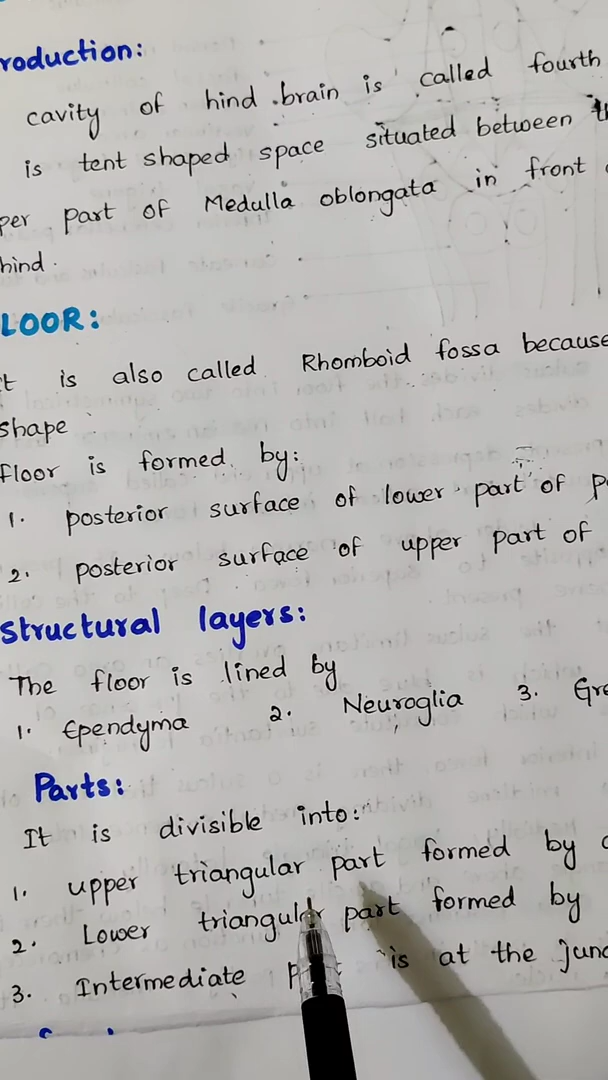 roduction:
cavity of hind brain is called fourth
is tent shaped space situated between
per part of Medulla oblongata in front
hind.
LOOR:
t is also called Rhomboid fossa because
shape
floor is formed by:
1. posterior surface of lower part of
2. posterior surface of upper part of
Structural layers:
The floor is lined by
1. Ependyma 2. Neuroglia 3. Gre
Parts:
It is divisible into:
1. upper triangular part formed by
2. Lower triangular part formed by
3. Intermediate is at the Junc